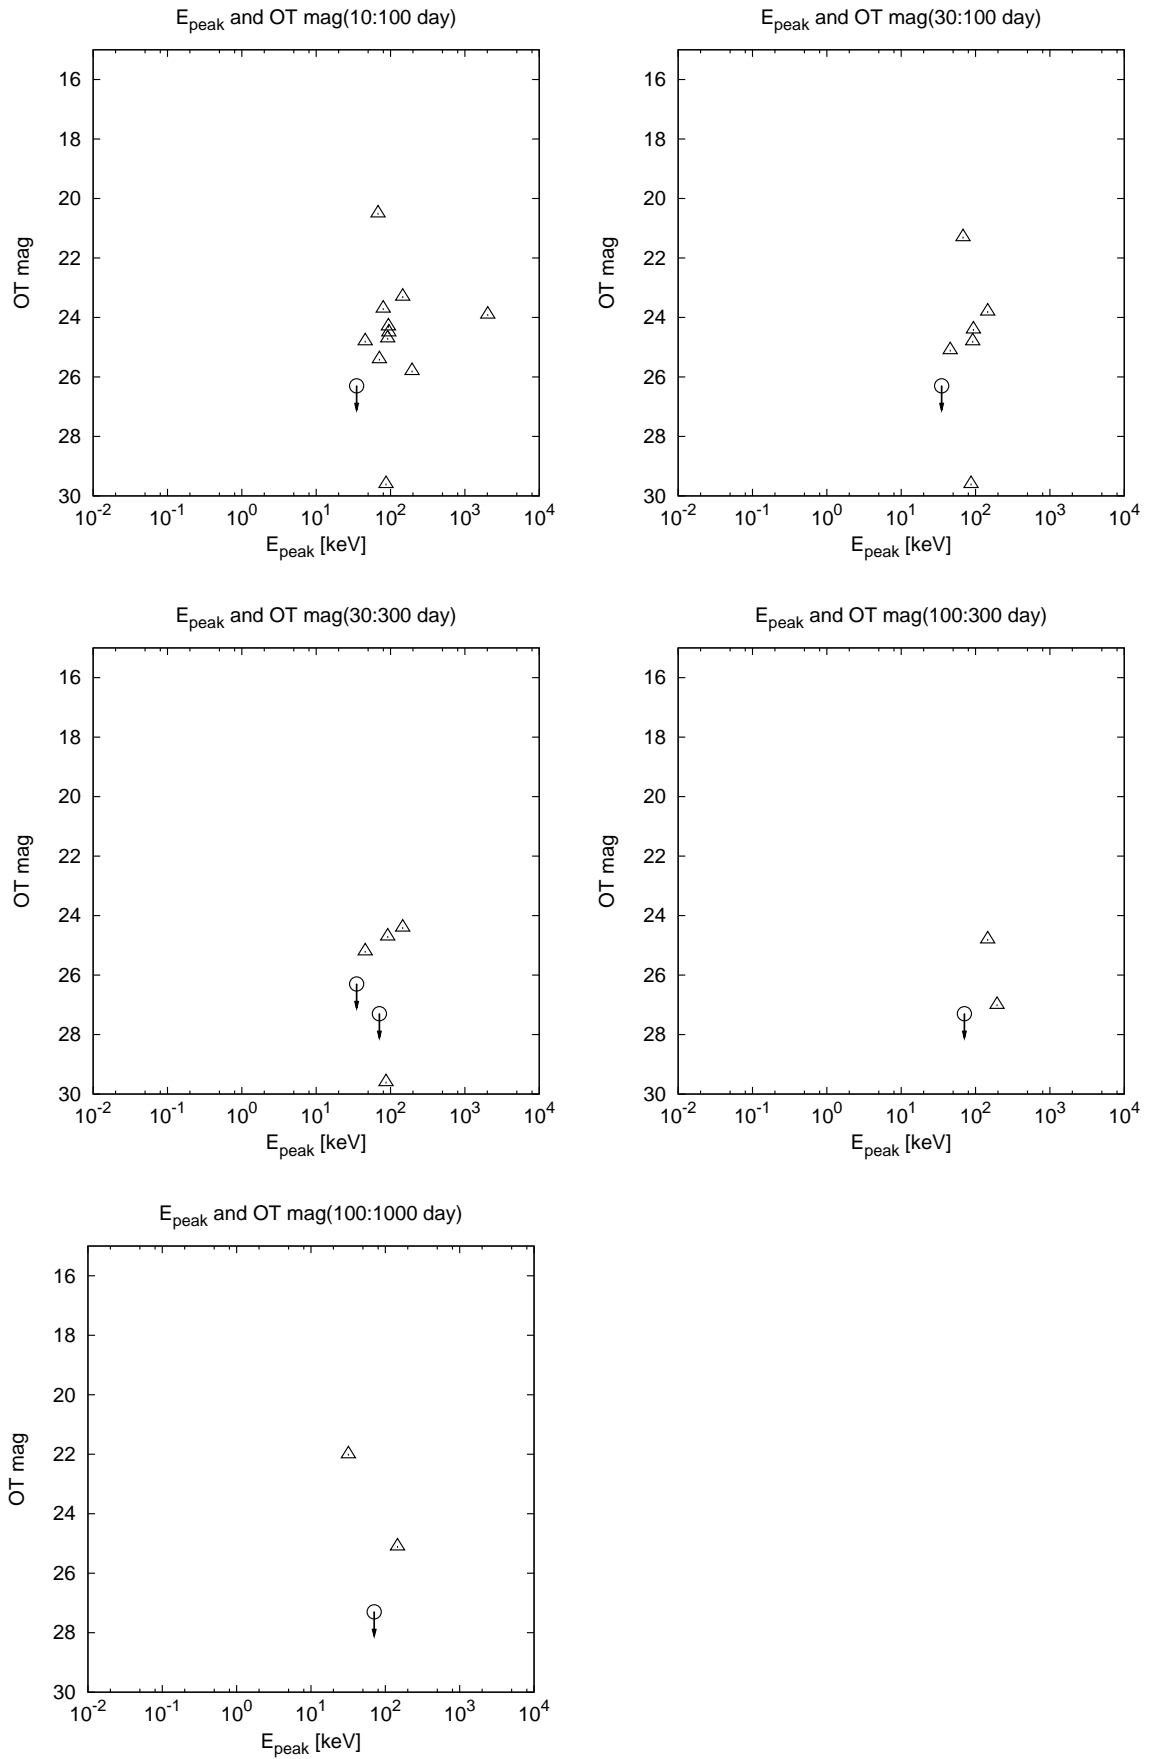 E_peak and OT mag(10:100 day)
16
18
20
22
24
26
28
30
OT mag
10^-2 10^-1 10^0 10^1 10^2 10^3 10^4
E_peak [keV]
E_peak and OT mag(30:100 day)
16
18
20
22
24
26
28
30
OT mag
10^-2 10^-1 10^0 10^1 10^2 10^3 10^4
E_peak [keV]
E_peak and OT mag(30:300 day)
16
18
20
22
24
26
28
30
OT mag
10^-2 10^-1 10^0 10^1 10^2 10^3 10^4
E_peak [keV]
E_peak and OT mag(100:300 day)
16
18
20
22
24
26
28
30
OT mag
10^-2 10^-1 10^0 10^1 10^2 10^3 10^4
E_peak [keV]
E_peak and OT mag(100:1000 day)
16
18
20
22
24
26
28
30
OT mag
10^-2 10^-1 10^0 10^1 10^2 10^3 10^4
E_peak [keV]